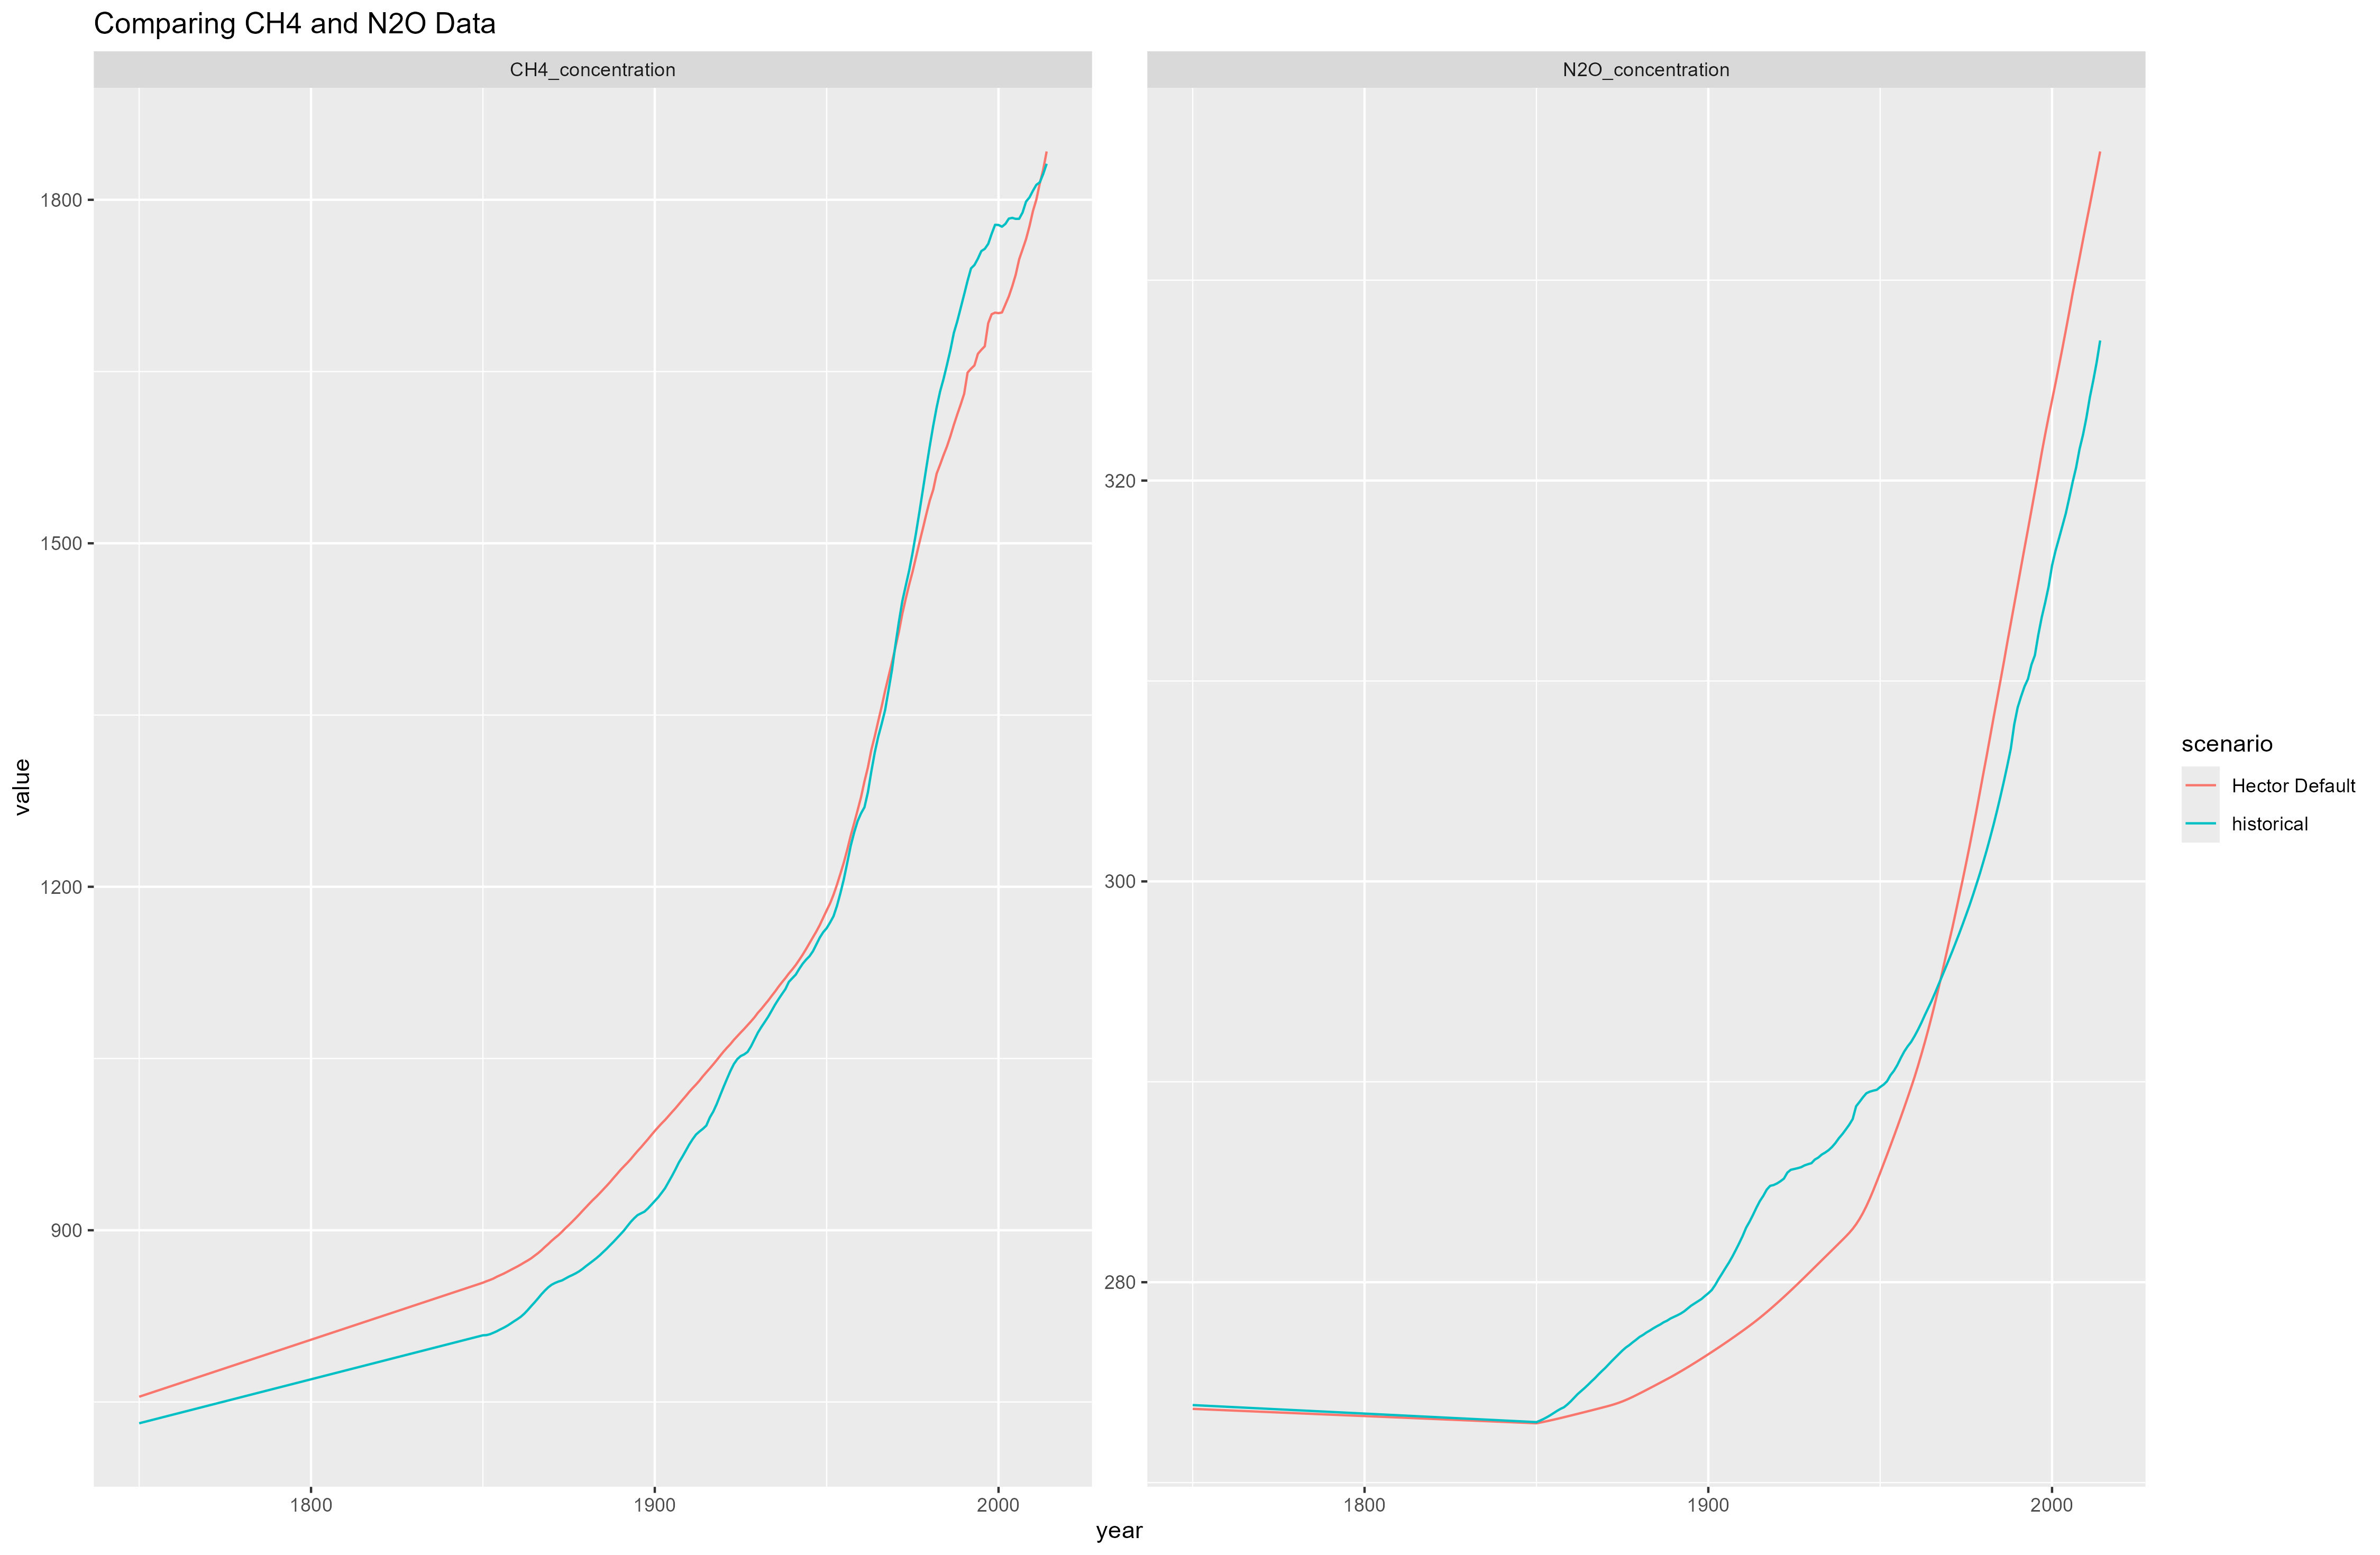 Comparing CH4 and N2O Data
CH4_concentration
N2O_concentration
value
1800
1500
1200
900
320
300
280
1800
1900
2000
1800
1900
2000
year
scenario
Hector Default
historical